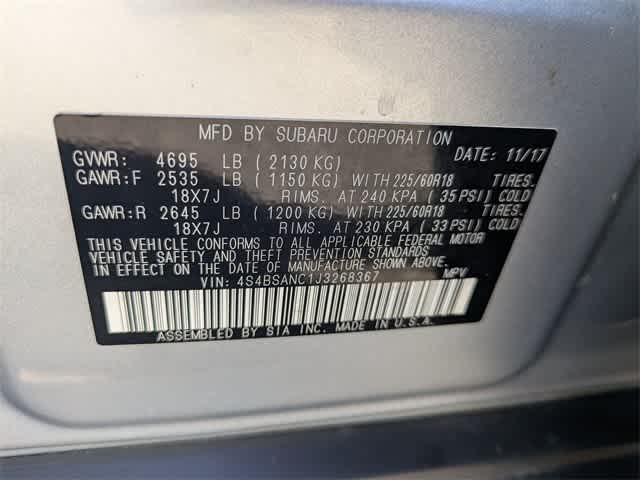 MFD BY SUBARU CORPORATION
GVWR: 4695 LB ( 2130 KG) DATE: 11/17
GAWR:F 2535 LB ( 1150 KG) WITH 225/60R18 TIRES.
18X7J RIMS. AT 240 KPA ( 35 PSI) COLD
GAWR:R 2645 LB ( 1200 KG) WITH 225/60R18 TIRES.
18X7J RIMS. AT 230 KPA ( 33 PSI) COLD
THIS VEHICLE CONFORMS TO ALL APPLICABLE FEDERAL MOTOR
VEHICLE SAFETY AND THEFT PREVENTION STANDARDS
IN EFFECT ON THE DATE OF MANUFACTURE SHOWN ABOVE.
VIN: 4S4BSANC1J3268367 MPV
ASSEMBLED BY SIA INC. MADE IN U.S.A.